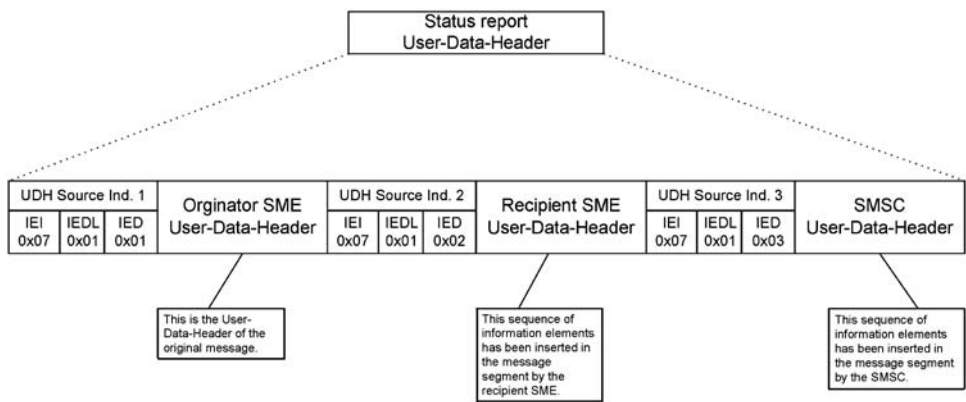 Status report
User-Data-Header
UDH Source Ind. 1
IEI
0x07
IEDL
0x01
IED
0x01
Orginator SME
User-Data-Header
UDH Source Ind. 2
IEI
0x07
IEDL
0x01
IED
0x02
Recipient SME
User-Data-Header
UDH Source Ind. 3
IEI
0x07
IEDL
0x01
IED
0x03
SMSC
User-Data-Header
This is the User-
Data-Header of the
original message.
This sequence of
information elements
has been inserted in
the message
segment by the
recipient SME.
This sequence of
information elements
has been inserted in
the message segment
by the SMSC.